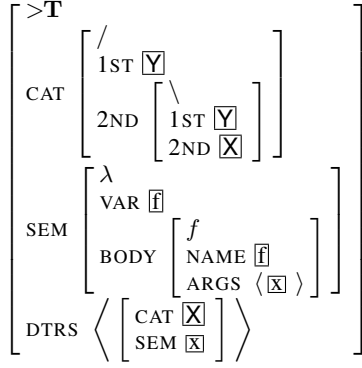 >T
/
1ST Y
CAT
\
2ND
1ST Y
2ND X
λ
VAR f
SEM
f
BODY
NAME f
ARGS ⟨ x ⟩
CAT X
DTRS ⟨ ⟩
SEM x